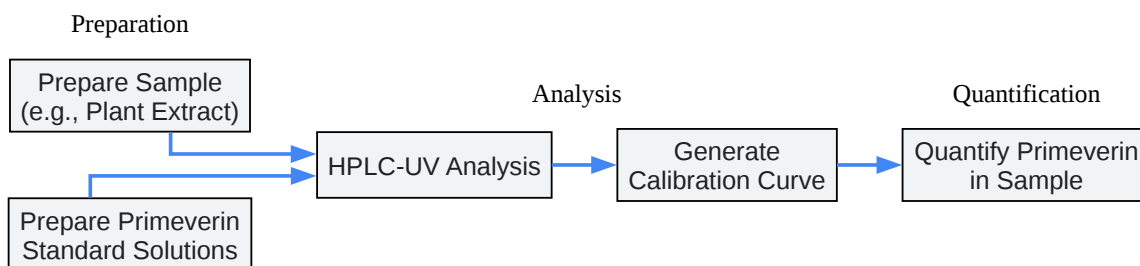 Preparation
Prepare Sample
(e.g., Plant Extract)
Prepare Primeverin
Standard Solutions
Analysis
HPLC-UV Analysis
Generate
Calibration Curve
Quantification
Quantify Primeverin
in Sample